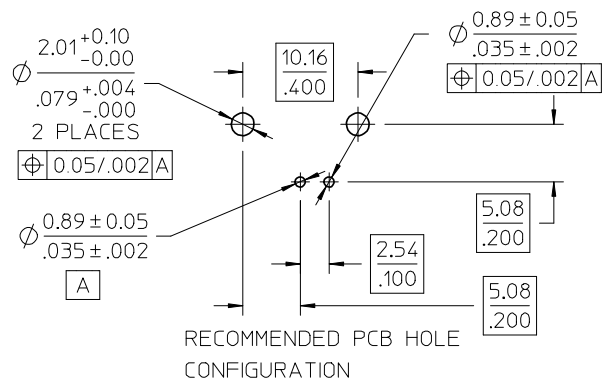 ⌀ 2.01 +0.10 -0.00
.079 +.004 -.000
2 PLACES
⌖ 0.05/.002 A
10.16
.400
⌀ 0.89 ± 0.05
.035 ± .002
⌖ 0.05/.002 A
⌀ 0.89 ± 0.05
.035 ± .002
A
2.54
.100
5.08
.200
5.08
.200
RECOMMENDED PCB HOLE
CONFIGURATION